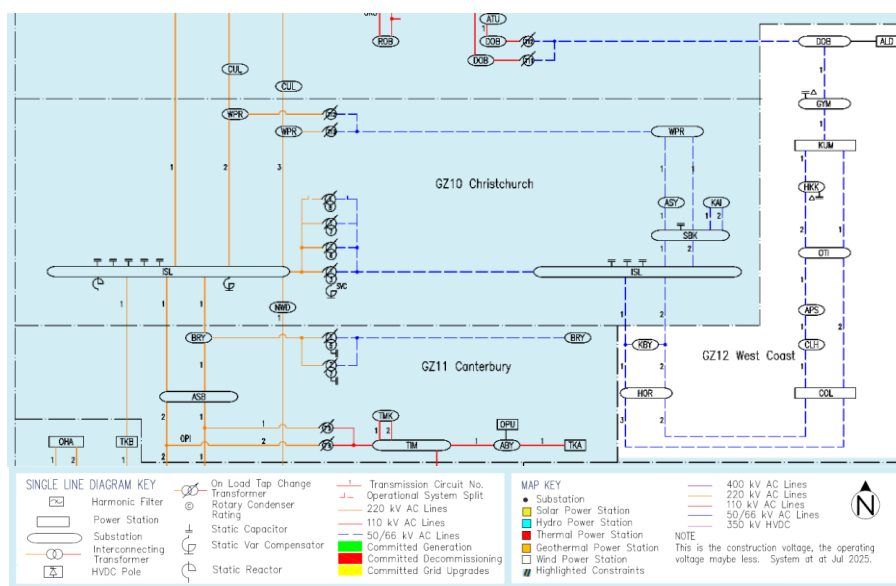 ATU
ROB
DOB
DOB
DOB
ALD
CUL
CUL
GYM
WPR
WPR
WPR
KUM
1
2
3
GZ10 Christchurch
ASY
KAI
HKK
1
1
2
SBK
ISL
SVC
ISL
OTI
NWD
APS
BRY
BRY
KBY
CLH
GZ11 Canterbury
GZ12 West Coast
ASB
HOR
COL
TMK
OPU
OHA
TKB
OPI
TIM
ABY
TKA
SINGLE LINE DIAGRAM KEY
Harmonic Filter
Power Station
Substation
Interconnecting
Transformer
HVDC Pole
On Load Tap Change
Transformer
Rotary Condenser
Rating
Static Capacitor
Static Var Compensator
Static Reactor
Transmission Circuit No.
Operational System Split
220 kV AC Lines
110 kV AC Lines
50/66 kV AC Lines
Committed Generation
Committed Decommissioning
Committed Grid Upgrades
MAP KEY
Substation
Solar Power Station
Hydro Power Station
Thermal Power Station
Geothermal Power Station
Wind Power Station
Highlighted Constraints
400 kV AC Lines
220 kV AC Lines
110 kV AC Lines
50/66 kV AC Lines
350 kV HVDC
N
NOTE
This is the construction voltage, the operating
voltage maybe less. System at at Jul 2025.